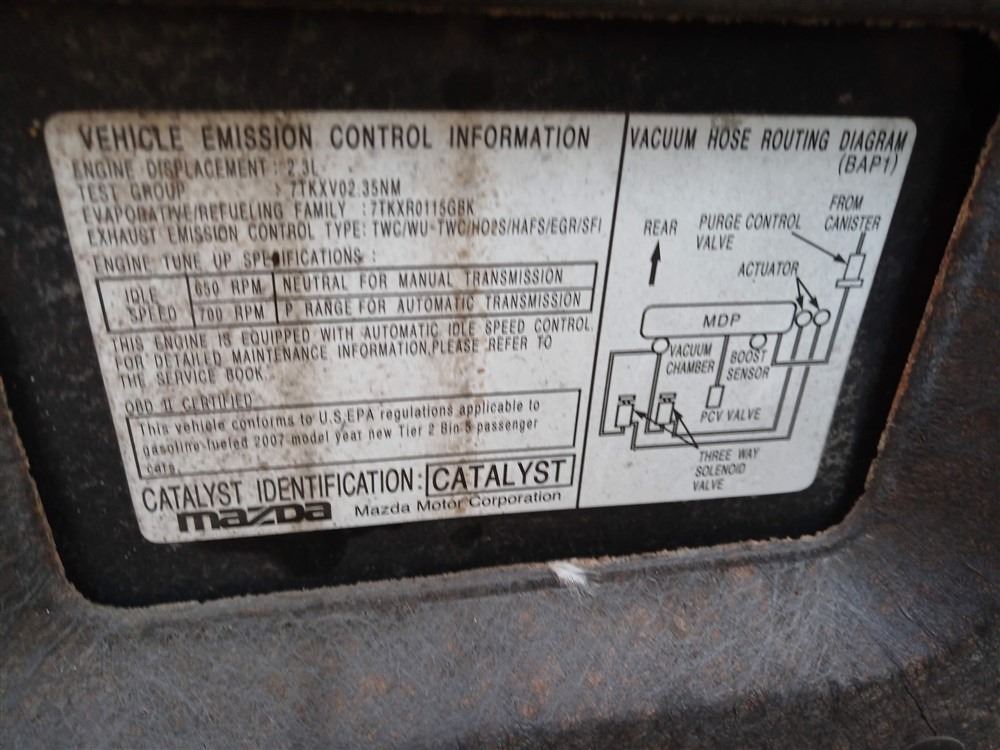 VEHICLE EMISSION CONTROL INFORMATION
ENGINE DISPLACEMENT : 2.3L
TEST GROUP : 7TKXV02.35NM
EVAPORATIVE/REFUELING FAMILY : 7TKXR0115GBK
EXHAUST EMISSION CONTROL TYPE: TWC/WU-TWC/HO2S/HAFS/EGR/SFI
ENGINE TUNE UP SPECIFICATIONS :
IDLE SPEED
650 RPM NEUTRAL FOR MANUAL TRANSMISSION
700 RPM P RANGE FOR AUTOMATIC TRANSMISSION
THIS ENGINE IS EQUIPPED WITH AUTOMATIC IDLE SPEED CONTROL.
FOR DETAILED MAINTENANCE INFORMATION,PLEASE REFER TO
THE SERVICE BOOK.
OBD II CERTIFIED
This vehicle conforms to U.S.EPA regulations applicable to
gasoline-fueled 2007 model year new Tier 2 Bin 5 passenger
cars.
CATALYST IDENTIFICATION: CATALYST
mazda Mazda Motor Corporation
VACUUM HOSE ROUTING DIAGRAM
(BAP1)
FROM
CANISTER
REAR
PURGE CONTROL
VALVE
ACTUATOR
MDP
VACUUM
CHAMBER
BOOST
SENSOR
PCV VALVE
THREE WAY
SOLENOID
VALVE